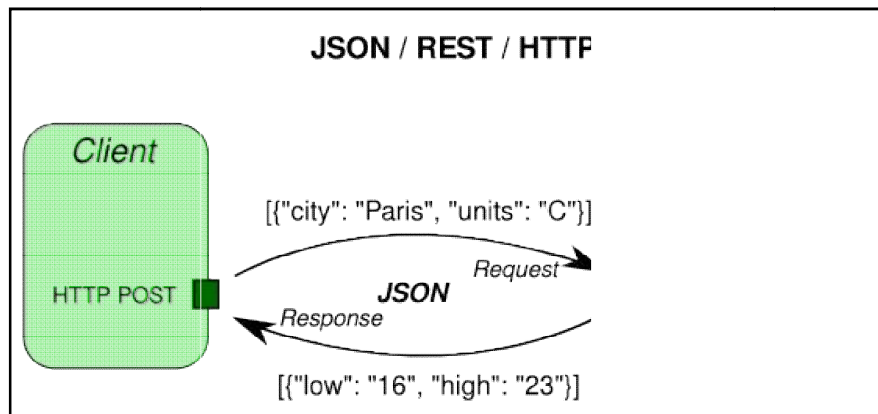 JSON / REST / HTTP
Client
[{"city": "Paris", "units": "C"}]
Request
HTTP POST
JSON
Response
[{"low": "16", "high": "23"}]